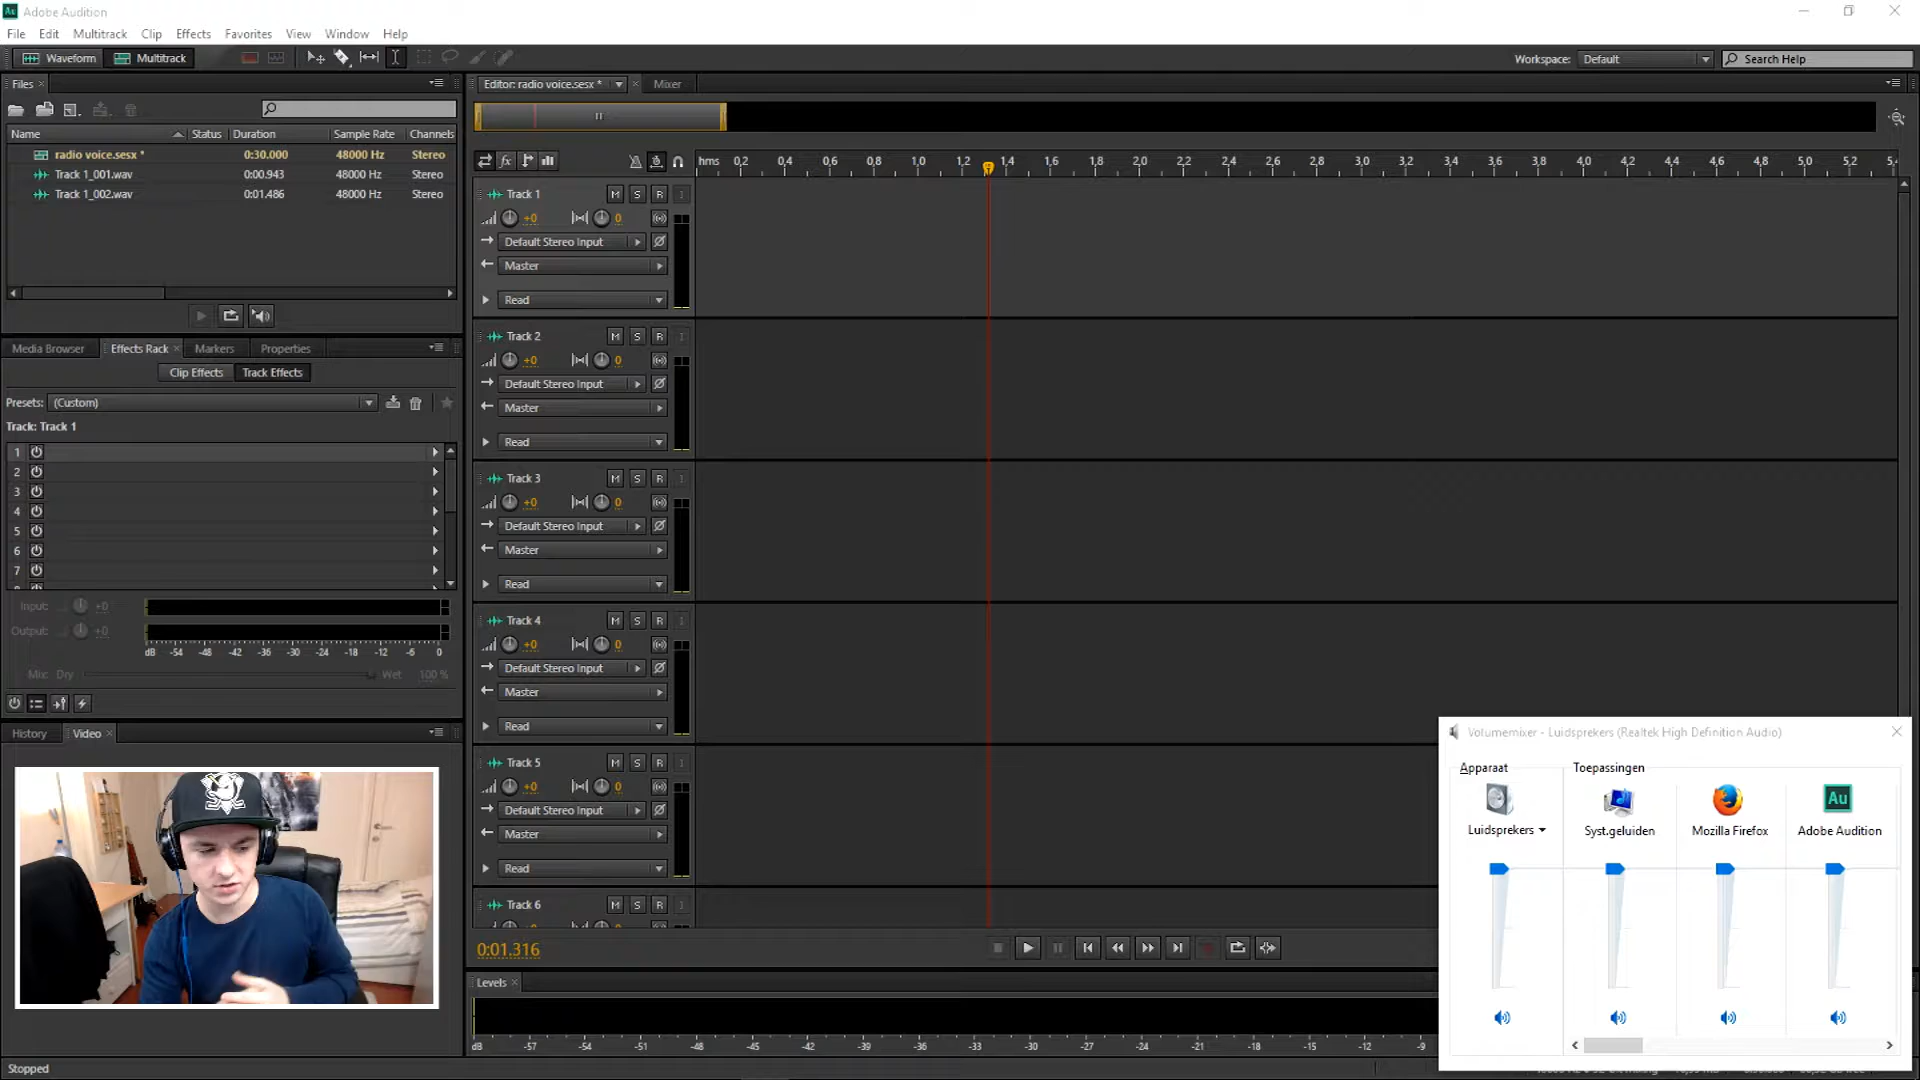 Au Adobe Audition
File Edit Multitrack Clip Effects Favorites View Window Help
Waveform Multitrack
Workspace: Default Search Help
Files
Name Status Duration Sample Rate Channels
radio voice.sesx * 0:30.000 48000 Hz Stereo
Track 1_001.wav 0:00.943 48000 Hz Stereo
Track 1_002.wav 0:01.486 48000 Hz Stereo
Media Browser Effects Rack Markers Properties
Clip Effects Track Effects
Presets: (Custom)
Track: Track 1
1
2
3
4
5
6
7
Input: +0
Output: +0
dB -54 -48 -42 -36 -30 -24 -18 -12 -6 0
Mix: Dry Wet 100 %
History Video
Editor: radio voice.sesx * Mixer
fx hms 0,2 0,4 0,6 0,8 1,0 1,2 1,4 1,6 1,8 2,0 2,2 2,4 2,6 2,8 3,0 3,2 3,4 3,6 3,8 4,0 4,2 4,4 4,6 4,8 5,0 5,2
Track 1 M S R I
+0 0
Default Stereo Input
Master
Read
Track 2 M S R I
+0 0
Default Stereo Input
Master
Read
Track 3 M S R I
+0 0
Default Stereo Input
Master
Read
Track 4 M S R I
+0 0
Default Stereo Input
Master
Read
Track 5 M S R I
+0 0
Default Stereo Input
Master
Read
Track 6 M S R I
0:01.316
Levels
dB -57 -54 -51 -48 -45 -42 -39 -36 -33 -30 -27 -24 -21 -18 -15 -12 -9
Stopped
Volumemixer - Luidsprekers (Realtek High Definition Audio)
Apparaat Toepassingen
Au
Luidsprekers Syst.geluiden Mozilla Firefox Adobe Audition